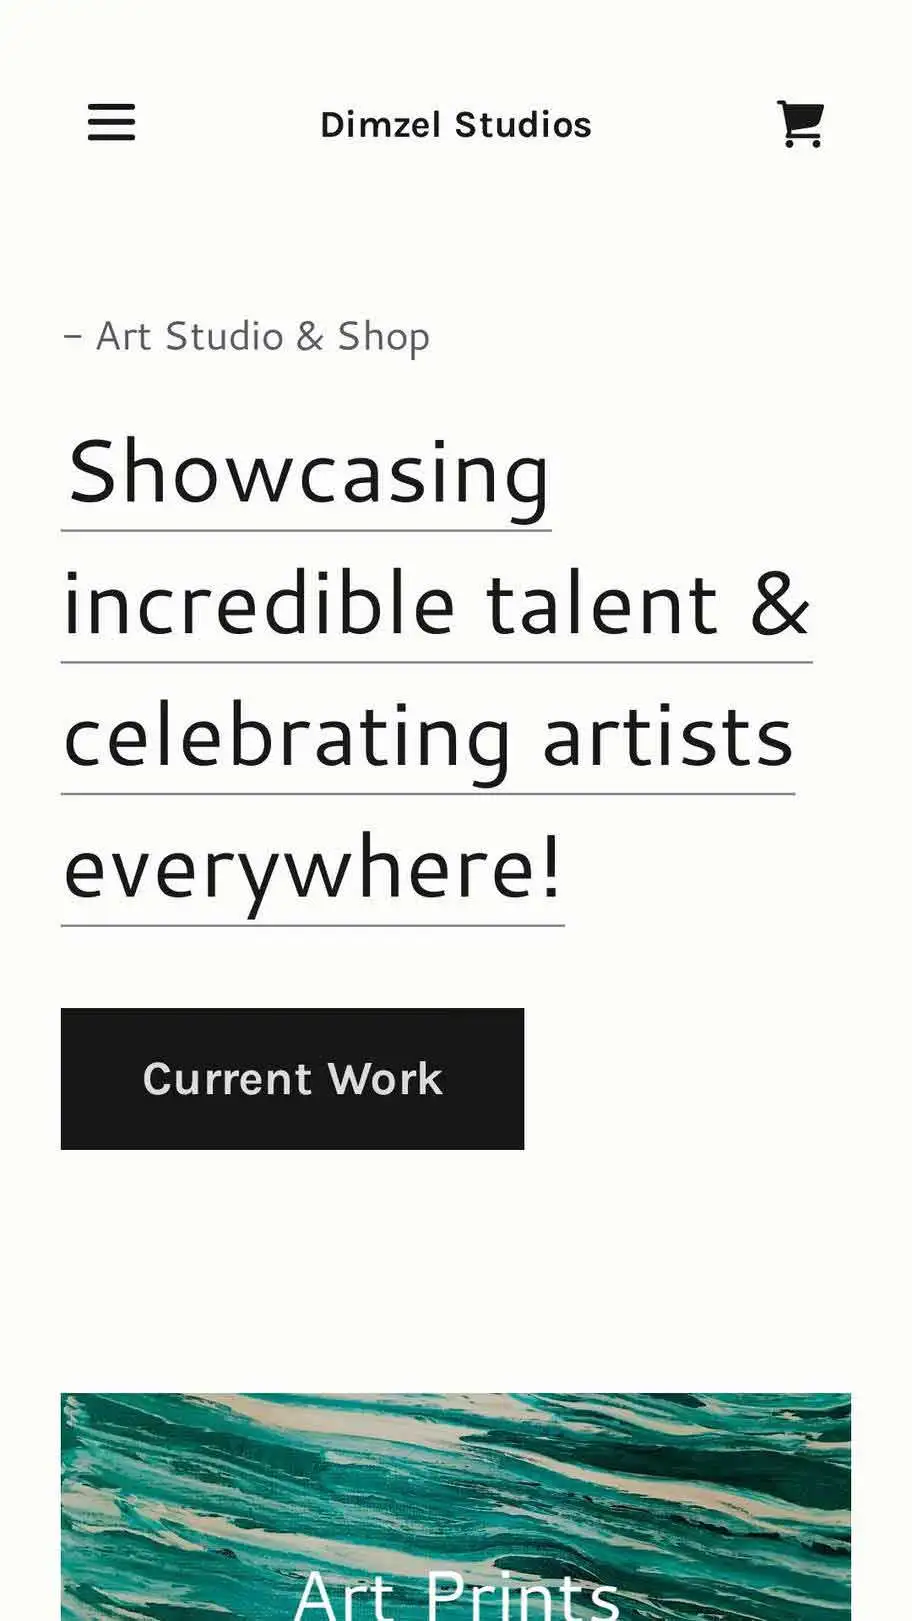 Dimzel Studios
– Art Studio & Shop
Showcasing
incredible talent &
celebrating artists
everywhere!
Current Work
Art Prints